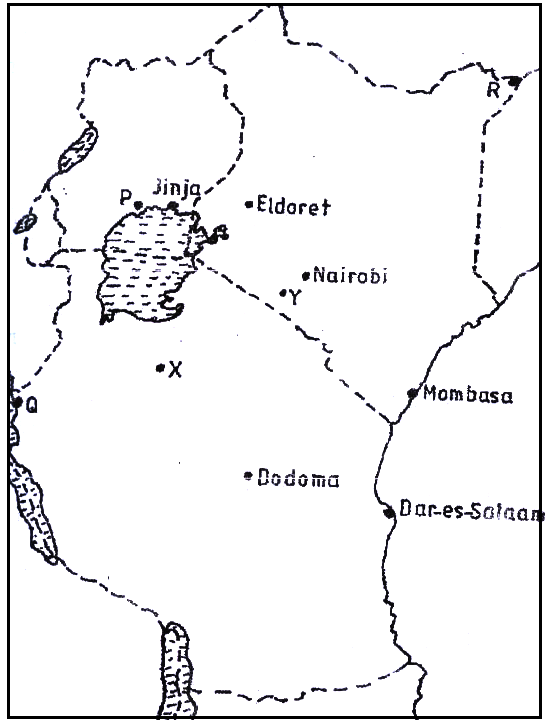 R
P
Jinja
Eldoret
Nairobi
Y
X
Q
Mombasa
Dodoma
Dar-es-Salaam